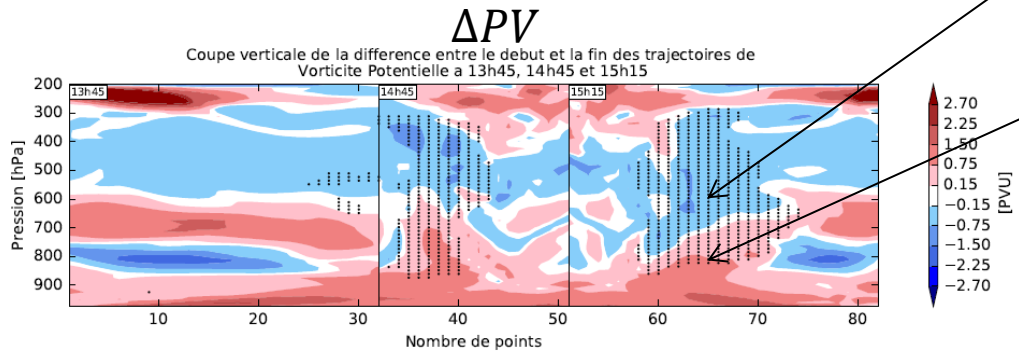 ΔPV
Coupe verticale de la difference entre le debut et la fin des trajectoires de
Vorticite Potentielle a 13h45, 14h45 et 15h15
13h45
14h45
15h15
Pression [hPa]
200
300
400
500
600
700
800
900
10
20
30
40
50
60
70
80
Nombre de points
2.70
2.25
1.50
0.75
0.15
−0.15
−0.75
−1.50
−2.25
−2.70
[PVU]